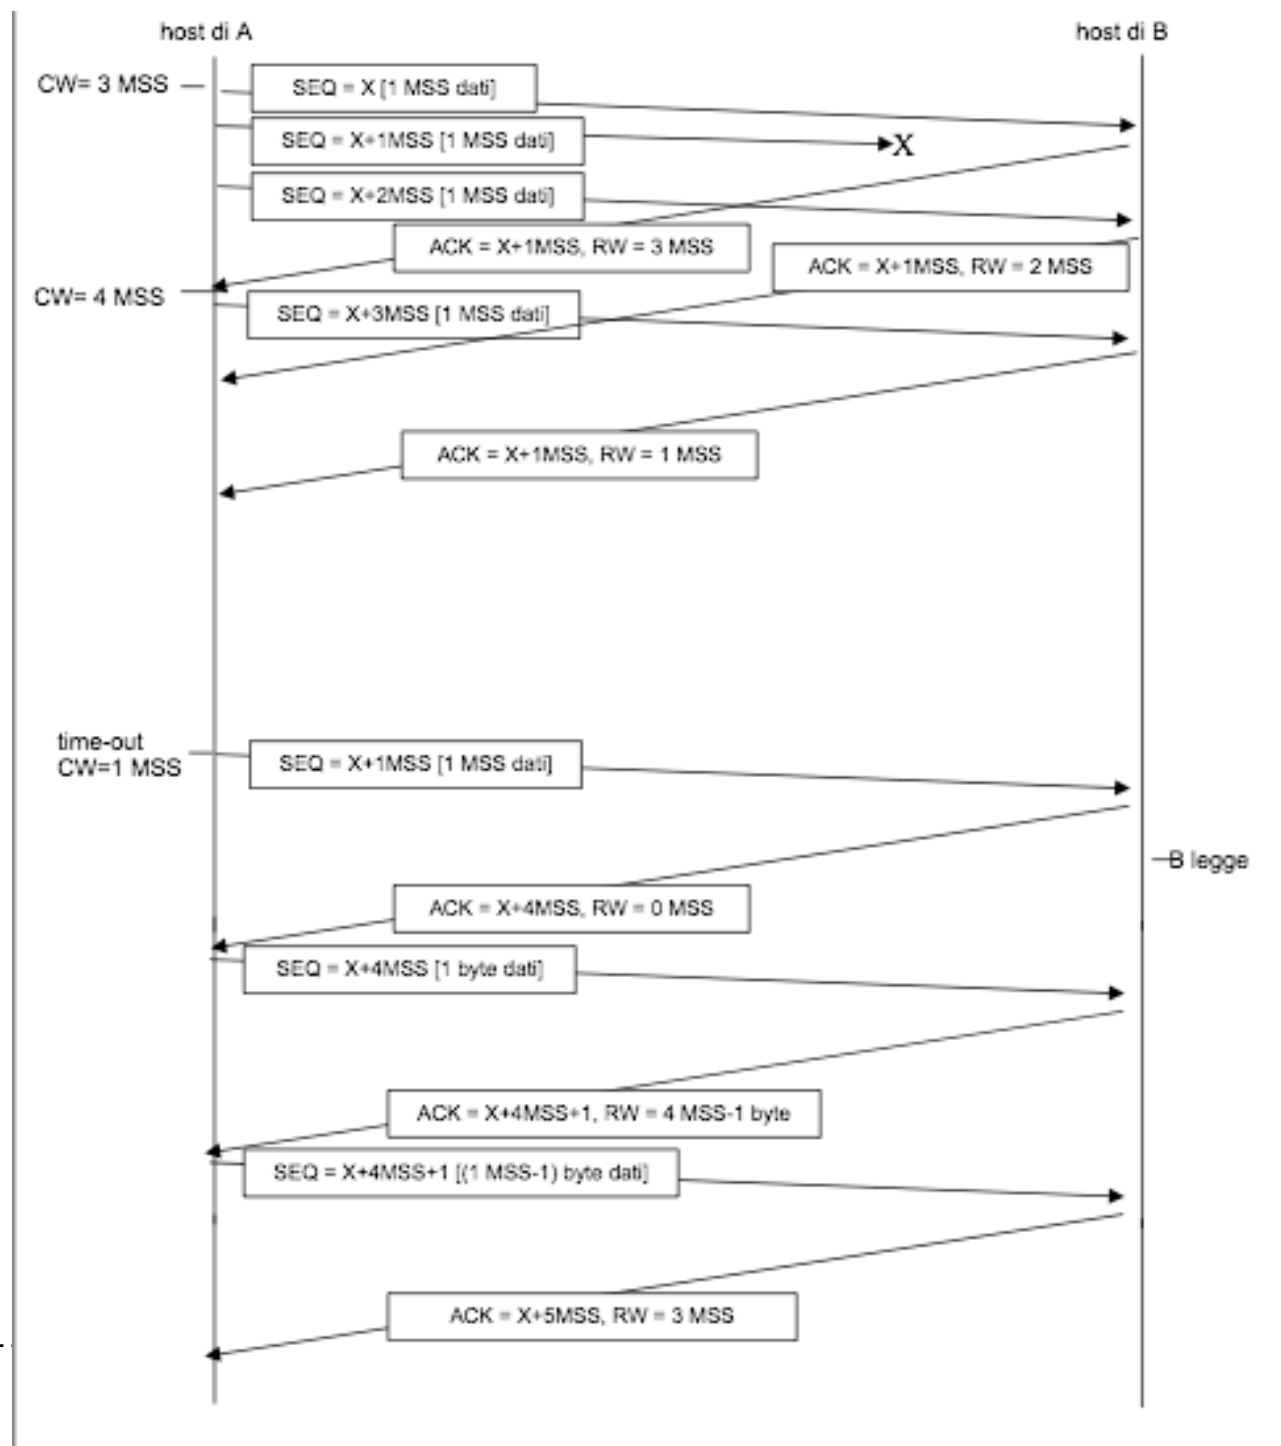 host di A
host di B
CW= 3 MSS
SEQ = X [1 MSS dati]
SEQ = X+1MSS [1 MSS dati]
X
SEQ = X+2MSS [1 MSS dati]
ACK = X+1MSS, RW = 3 MSS
ACK = X+1MSS, RW = 2 MSS
CW= 4 MSS
SEQ = X+3MSS [1 MSS dati]
ACK = X+1MSS, RW = 1 MSS
time-out
CW=1 MSS
SEQ = X+1MSS [1 MSS dati]
B legge
ACK = X+4MSS, RW = 0 MSS
SEQ = X+4MSS [1 byte dati]
ACK = X+4MSS+1, RW = 4 MSS-1 byte
SEQ = X+4MSS+1 [(1 MSS-1) byte dati]
ACK = X+5MSS, RW = 3 MSS